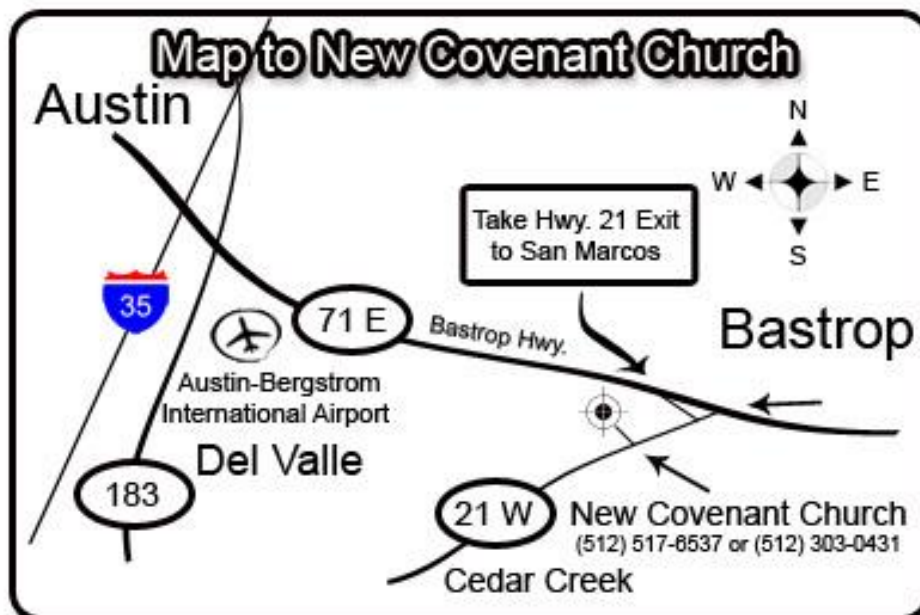 Map to New Covenant Church
Austin
N
W
E
S
Take Hwy. 21 Exit
to San Marcos
35
71 E
Bastrop Hwy.
Bastrop
Austin-Bergstrom
International Airport
Del Valle
183
21 W
New Covenant Church
(512) 517-6537 or (512) 303-0431
Cedar Creek